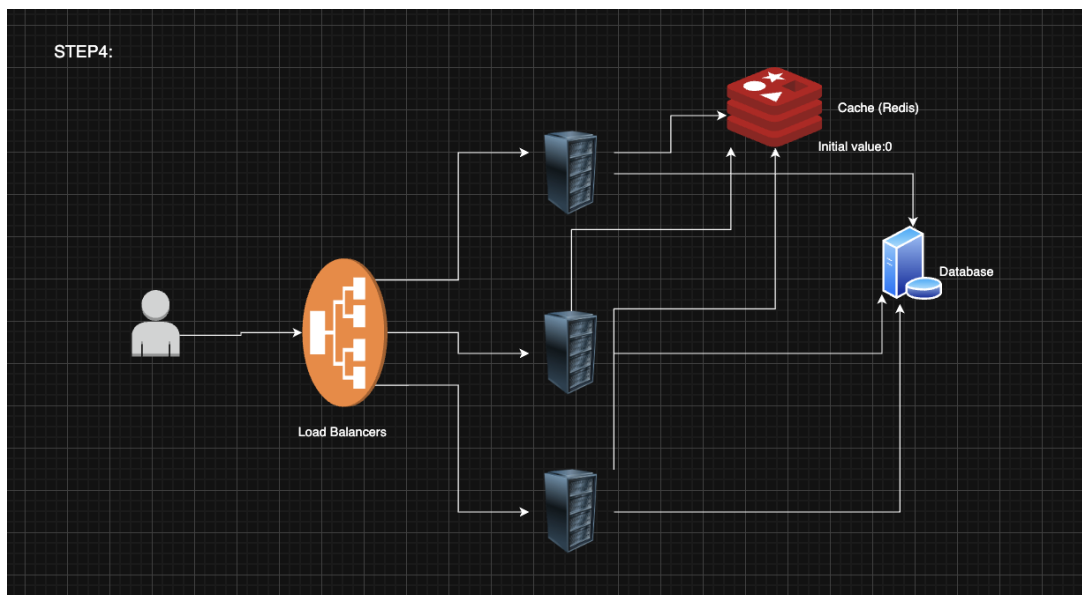 STEP4:
Cache (Redis)
Initial value:0
Database
Load Balancers